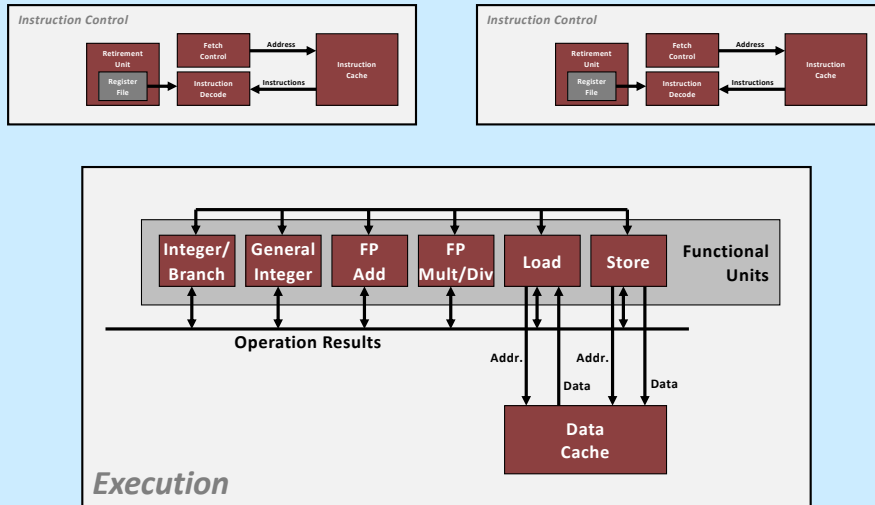 Instruction Control
Retirement
Unit
Register
File
Fetch
Control
Instruction
Decode
Address
Instructions
Instruction
Cache
Instruction Control
Retirement
Unit
Register
File
Fetch
Control
Instruction
Decode
Address
Instructions
Instruction
Cache
Integer/
Branch
General
Integer
FP
Add
FP
Mult/Div
Load
Store
Functional
Units
Operation Results
Addr.
Data
Addr.
Data
Data
Cache
Execution